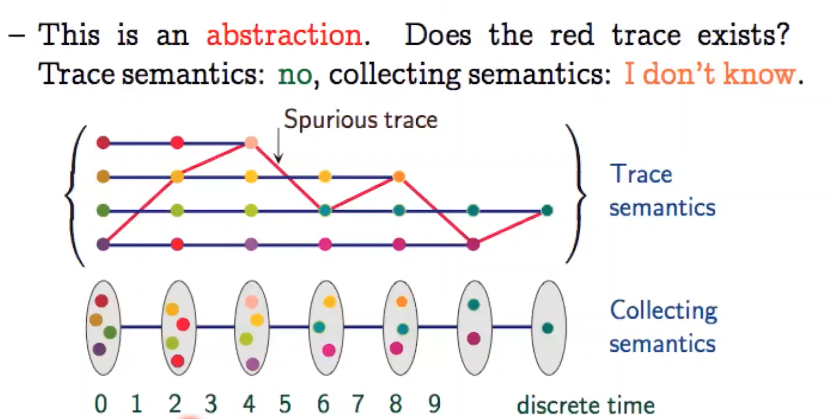 – This is an abstraction. Does the red trace exists?
Trace semantics: no, collecting semantics: I don't know.
Spurious trace
Trace
semantics
Collecting
semantics
0 1 2 3 4 5 6 7 8 9 discrete time